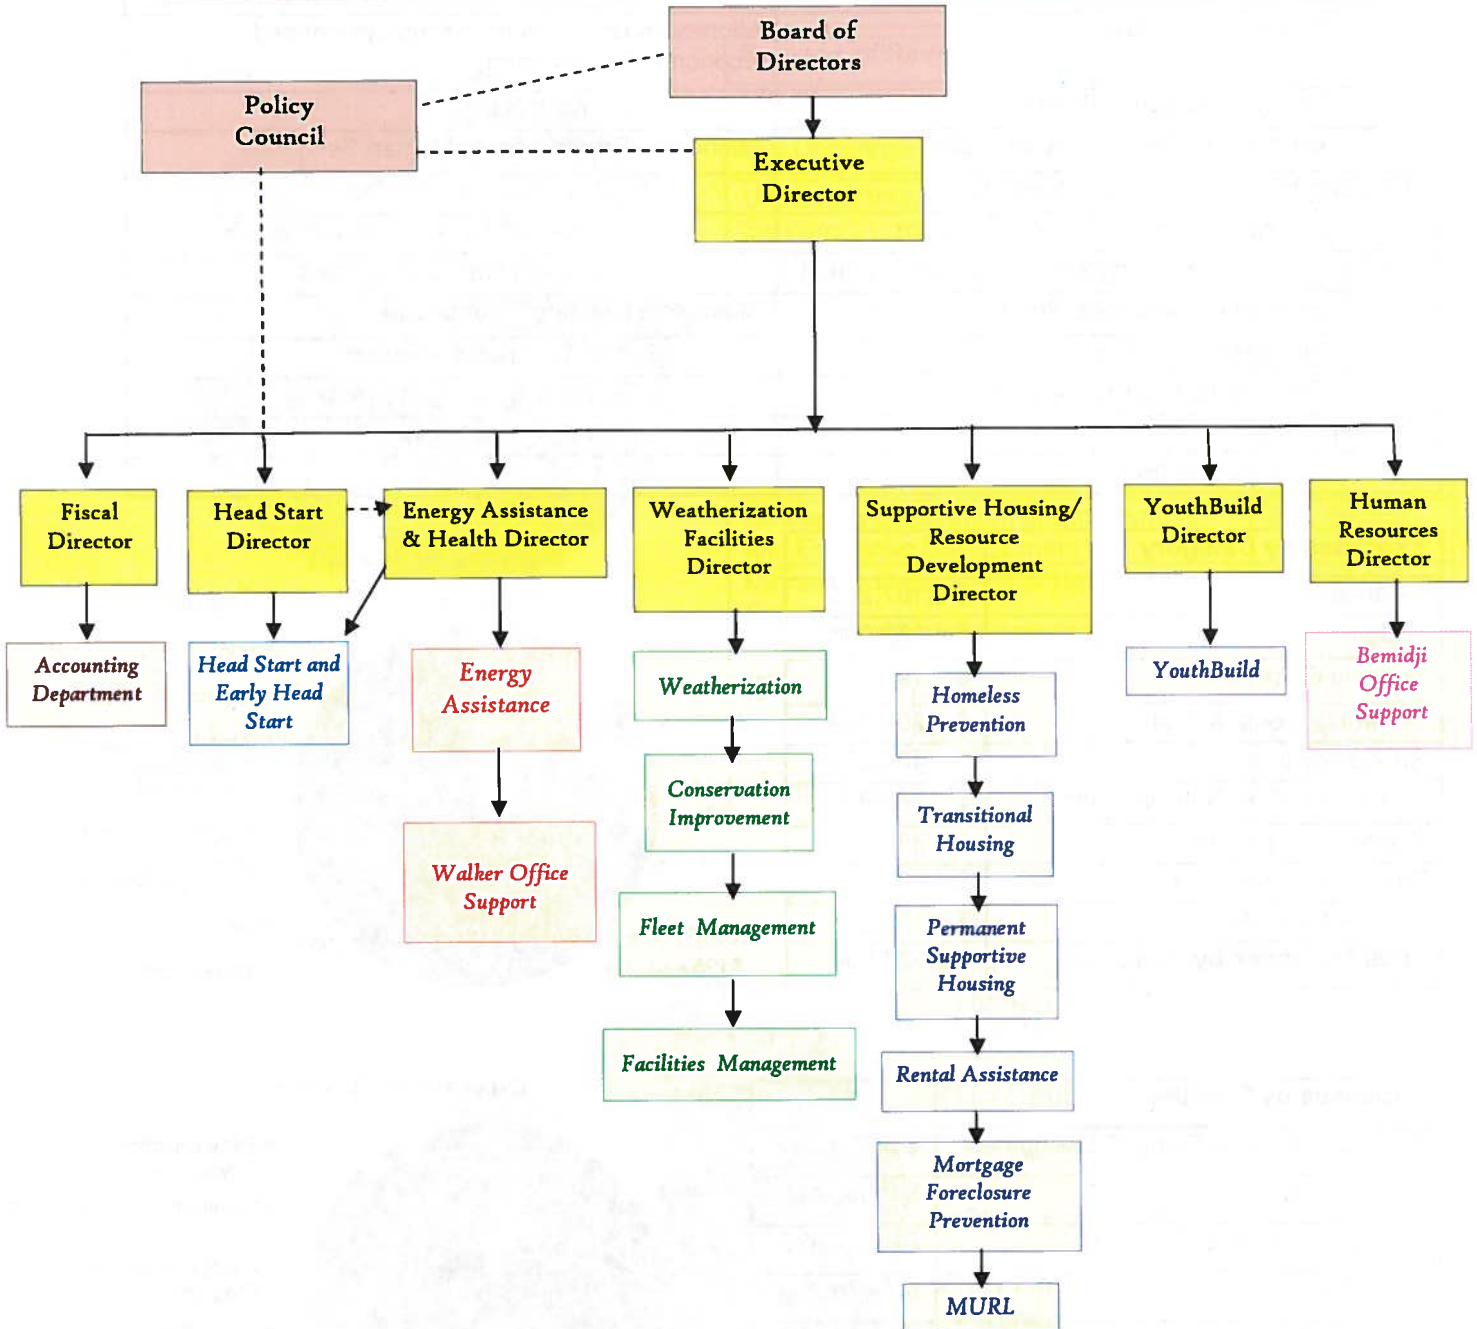 Board of
Directors
Policy
Council
Executive
Director
Fiscal
Director
Head Start
Director
Energy Assistance
& Health Director
Weatherization
Facilities
Director
Supportive Housing/
Resource
Development
Director
YouthBuild
Director
Human
Resources
Director
Accounting
Department
Head Start and
Early Head
Start
Energy
Assistance
Weatherization
Homeless
Prevention
YouthBuild
Bemidji
Office
Support
Conservation
Improvement
Transitional
Housing
Walker Office
Support
Fleet Management
Permanent
Supportive
Housing
Facilities Management
Rental Assistance
Mortgage
Foreclosure
Prevention
MURL